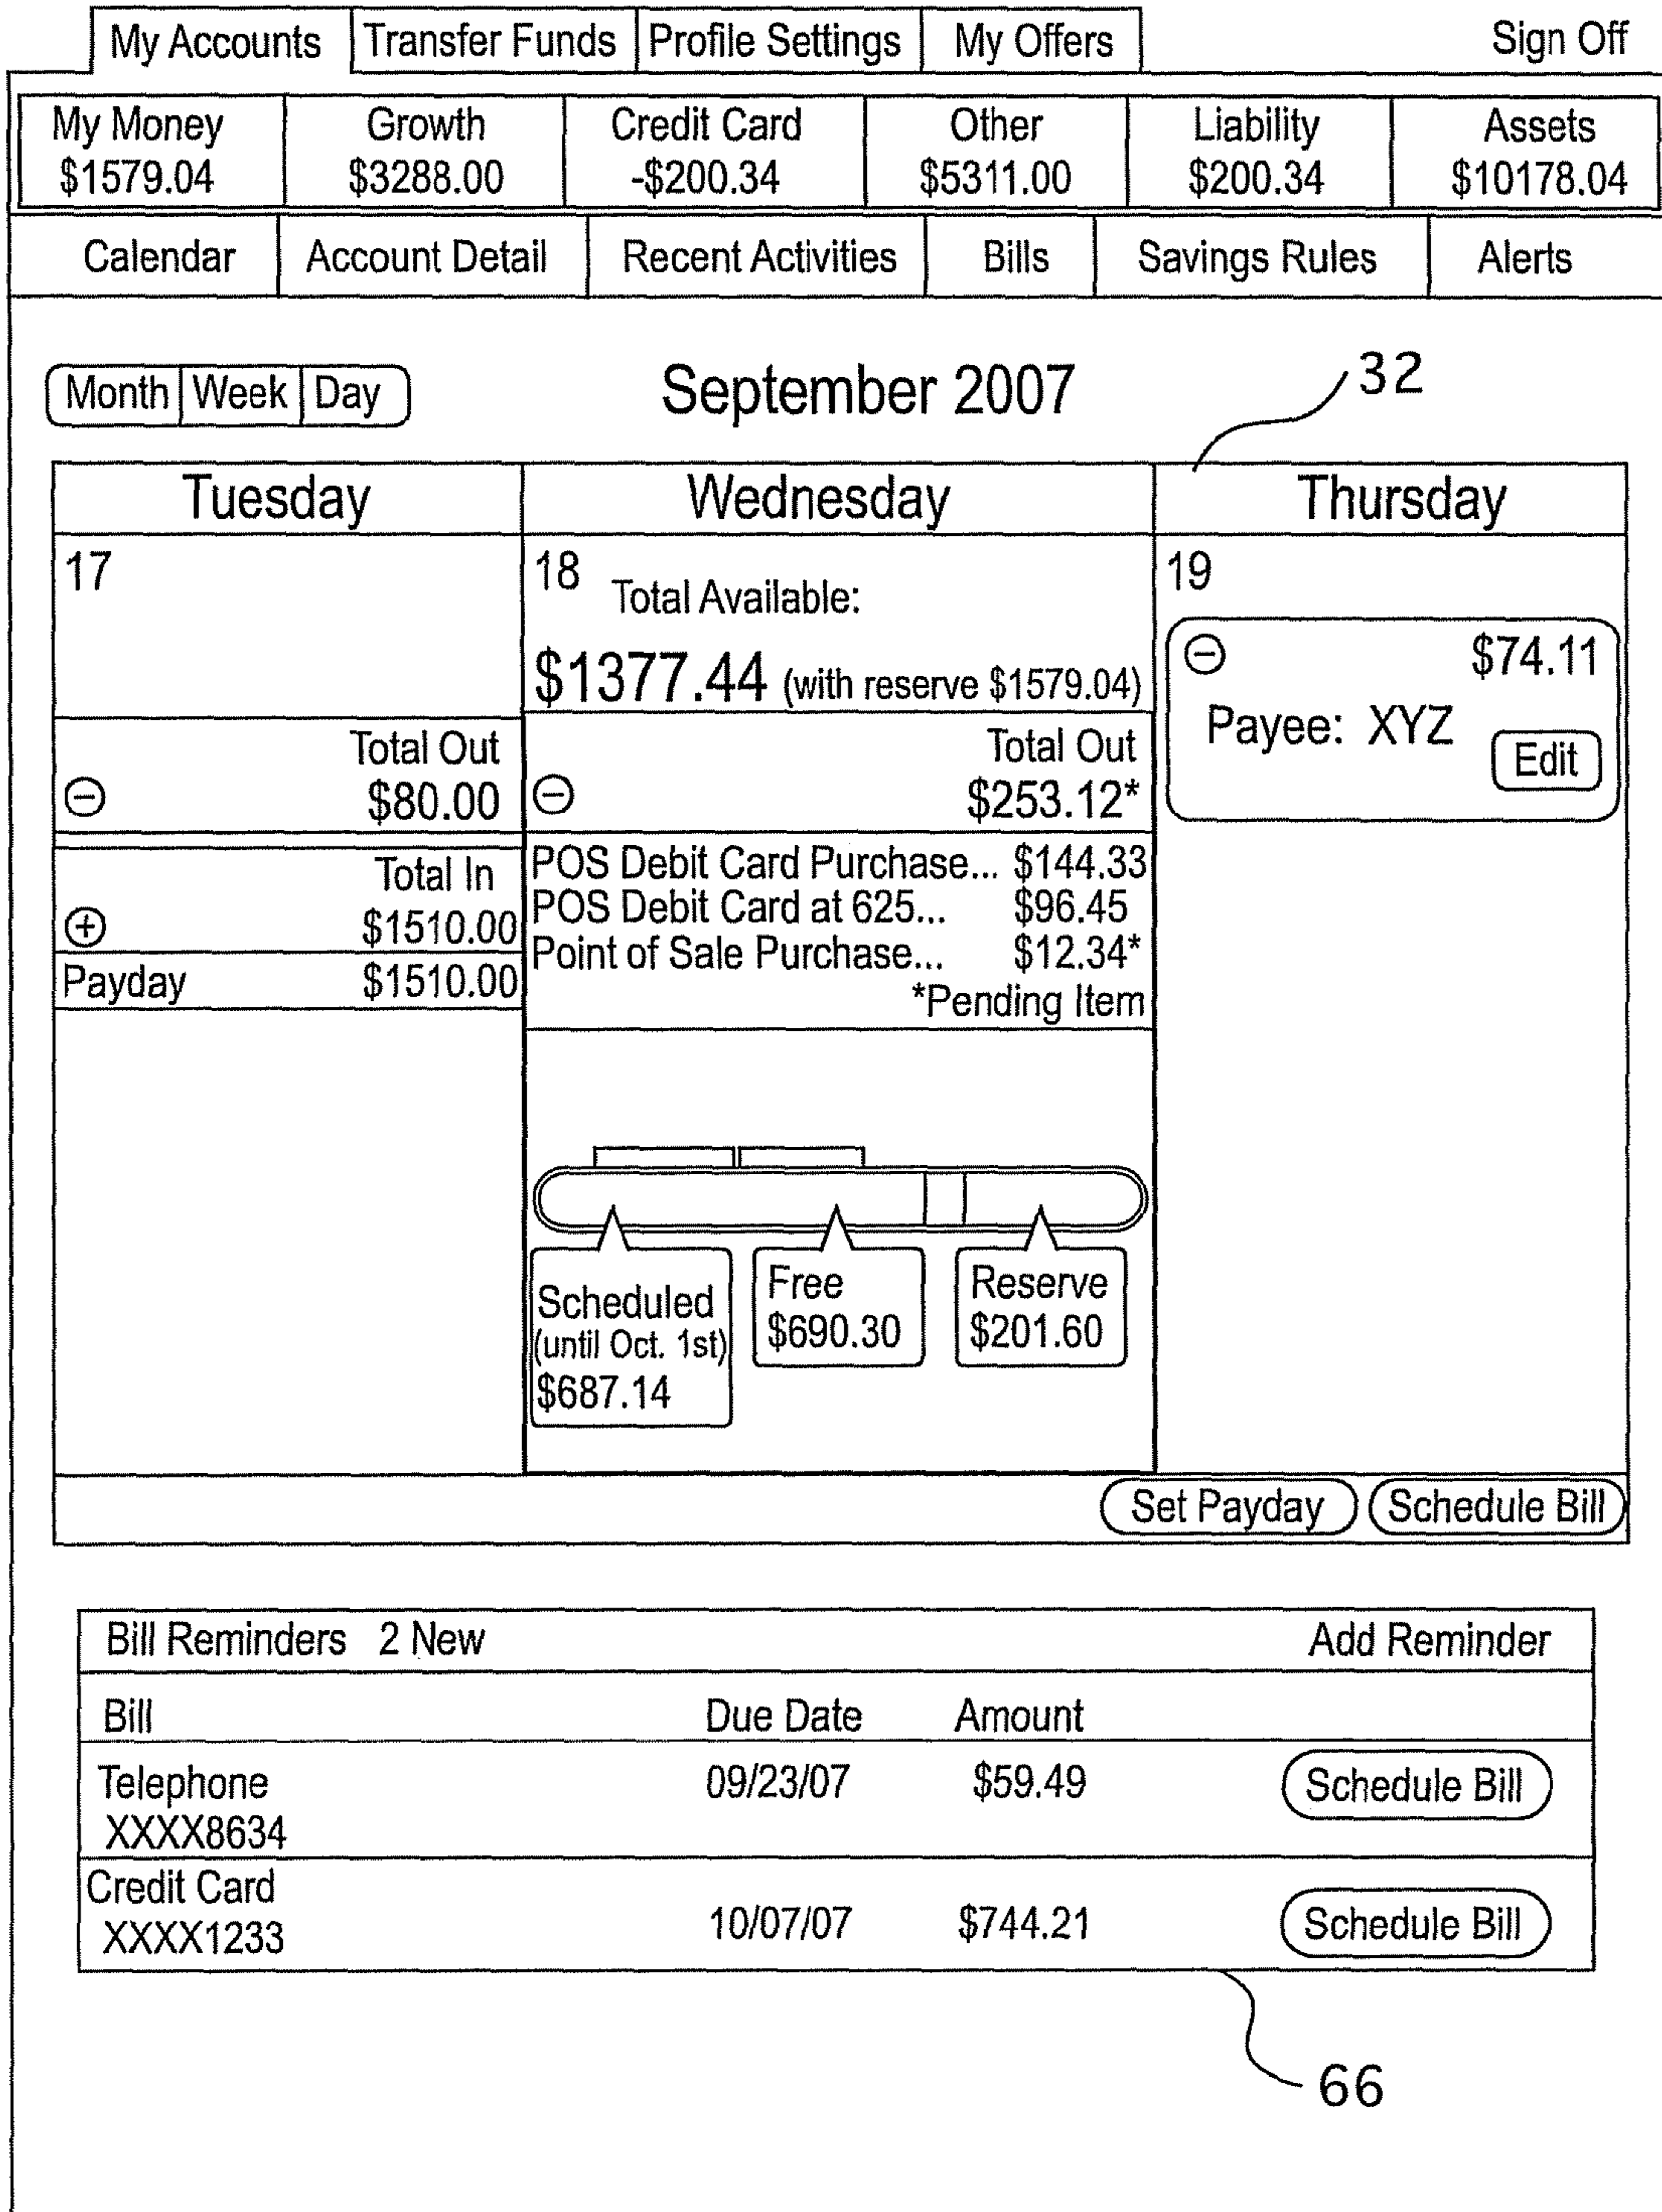 My Accounts Transfer Funds Profile Settings My Offers Sign Off
My Money Growth Credit Card Other Liability Assets
$1579.04 $3288.00 -$200.34 $5311.00 $200.34 $10178.04
Calendar Account Detail Recent Activities Bills Savings Rules Alerts
Month Week Day September 2007 32
Tuesday Wednesday Thursday
17
Total Out
⊖ $80.00
Total In
⊕ $1510.00
Payday $1510.00
18 Total Available:
$1377.44 (with reserve $1579.04)
Total Out
⊖ $253.12*
POS Debit Card Purchase... $144.33
POS Debit Card at 625... $96.45
Point of Sale Purchase... $12.34*
*Pending Item
Scheduled
(until Oct. 1st)
$687.14
Free
$690.30
Reserve
$201.60
19
⊖ $74.11
Payee: XYZ Edit
Set Payday Schedule Bill
Bill Reminders 2 New Add Reminder
Bill Due Date Amount
Telephone 09/23/07 $59.49 Schedule Bill
XXXX8634
Credit Card
XXXX1233 10/07/07 $744.21 Schedule Bill
66